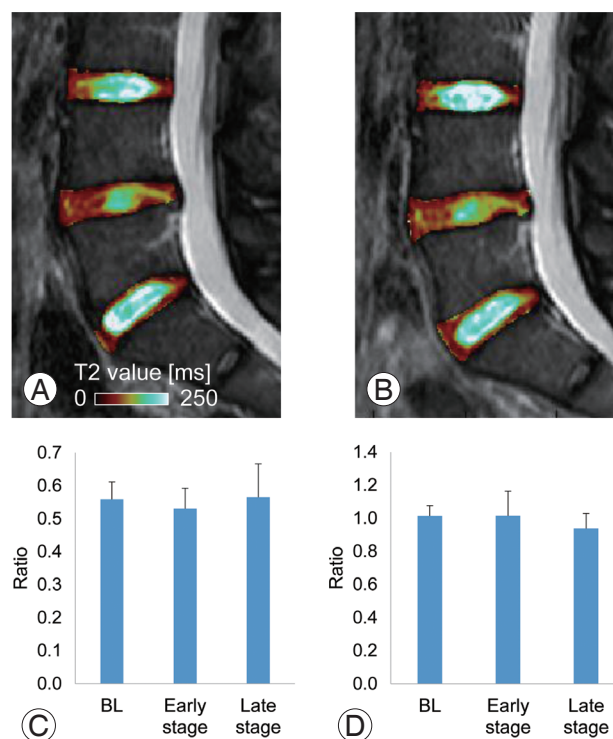 T2 value [ms]
A
0
250
B
0.7
0.6
0.5
0.4
0.3
0.2
0.1
0.0
Ratio
BL
Early
stage
Late
stage
C
1.4
1.2
1.0
0.8
0.6
0.4
0.2
0.0
Ratio
BL
Early
stage
Late
stage
D